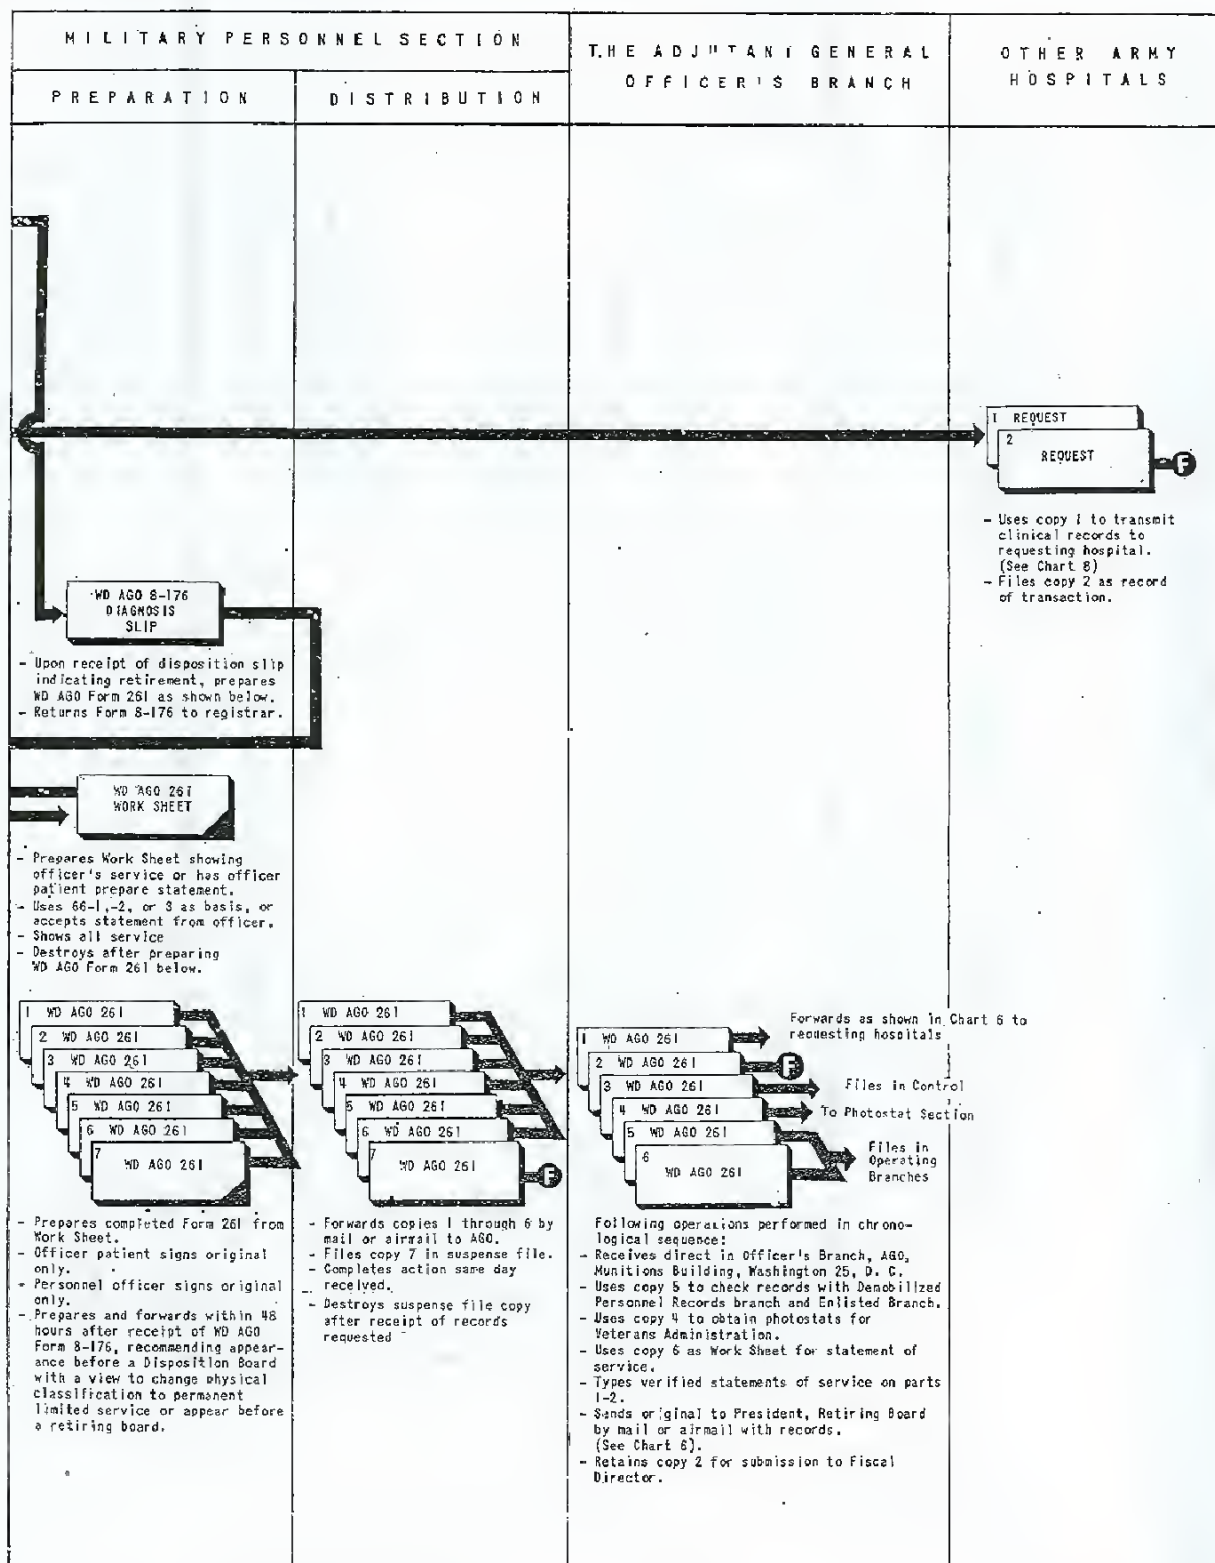 MILITARY PERSONNEL SECTION
PREPARATION
DISTRIBUTION
THE ADJUTANT GENERAL
OFFICER'S BRANCH
OTHER ARMY
HOSPITALS
1 REQUEST
2
REQUEST
F
- Uses copy 1 to transmit
clinical records to
requesting hospital.
(See Chart 8)
- Files copy 2 as record
of transaction.
WD AGO 8-176
DIAGNOSIS
SLIP
- Upon receipt of disposition slip
indicating retirement, prepares
WD AGO Form 261 as shown below.
- Returns Form 8-176 to registrar.
WD AGO 261
WORK SHEET
- Prepares Work Sheet showing
officer's service or has officer
patient prepare statement.
- Uses 66-1,-2, or 3 as basis, or
accepts statement from officer.
- Shows all service
- Destroys after preparing
WD AGO Form 261 below.
1 WD AGO 261
2 WD AGO 261
3 WD AGO 261
4 WD AGO 261
5 WD AGO 261
6 WD AGO 261
7
WD AGO 261
- Prepares completed Form 261 from
Work Sheet.
- Officer patient signs original
only.
- Personnel officer signs original
only.
- Prepares and forwards within 48
hours after receipt of WD AGO
Form 8-176, recommending appear-
ance before a Disposition Board
with a view to change physical
classification to permanent
limited service or appear before
a retiring board.
1 WD AGO 261
2 WD AGO 261
3 WD AGO 261
4 WD AGO 261
5 WD AGO 261
6 WD AGO 261
7
WD AGO 261
F
- Forwards copies 1 through 6 by
mail or airmail to AGO.
- Files copy 7 in suspense file.
- Completes action same day
received.
- Destroys suspense file copy
after receipt of records
requested
1 WD AGO 261
2 WD AGO 261
3 WD AGO 261
4 WD AGO 261
5 WD AGO 261
6
WD AGO 261
Forwards as shown in Chart 6 to
requesting hospitals
F
Files in Control
To Photostat Section
Files in
Operating
Branches
Following operations performed in chrono-
logical sequence:
- Receives direct in Officer's Branch, AGO,
Munitions Building, Washington 25, D. C.
- Uses copy 5 to check records with Demobilized
Personnel Records branch and Enlisted Branch.
- Uses copy 4 to obtain photostats for
Veterans Administration.
- Uses copy 6 as Work Sheet for statement of
service.
- Types verified statements of service on parts
1-2.
- Sends original to President, Retiring Board
by mail or airmail with records.
(See Chart 6).
- Retains copy 2 for submission to Fiscal
Director.